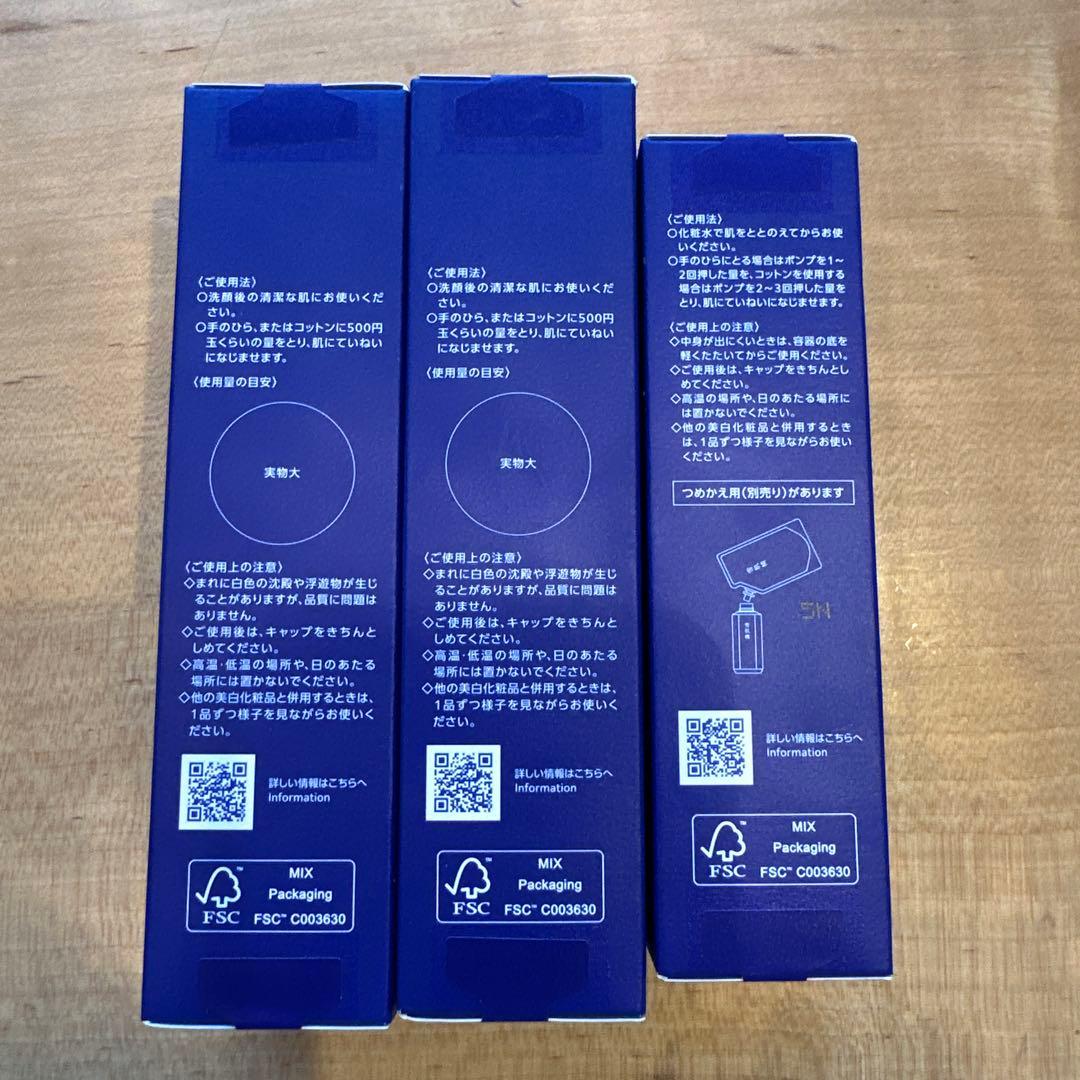 〈ご使用法〉
○洗顔後の清潔な肌にお使いくだ
さい。
○手のひら、またはコットンに500円
玉くらいの量をとり、肌にていねい
になじませます。
〈使用量の目安〉
実物大
〈ご使用上の注意〉
◇まれに白色の沈殿や浮遊物が生じ
ることがありますが、品質に問題は
ありません。
◇ご使用後は、キャップをきちんと
しめてください。
◇高温・低温の場所や、日のあたる
場所には置かないでください。
◇他の美白化粧品と併用するときは、
1品ずつ様子を見ながらお使いく
ださい。
詳しい情報はこちらへ
Information
MIX
Packaging
FSC™ C003630
FSC
〈ご使用法〉
○洗顔後の清潔な肌にお使いくだ
さい。
○手のひら、またはコットンに500円
玉くらいの量をとり、肌にていねい
になじませます。
〈使用量の目安〉
実物大
〈ご使用上の注意〉
◇まれに白色の沈殿や浮遊物が生じ
ることがありますが、品質に問題は
ありません。
◇ご使用後は、キャップをきちんと
しめてください。
◇高温・低温の場所や、日のあたる
場所には置かないでください。
◇他の美白化粧品と併用するときは、
1品ずつ様子を見ながらお使いく
ださい。
詳しい情報はこちらへ
Information
MIX
Packaging
FSC™ C003630
FSC
〈ご使用法〉
○化粧水で肌をととのえてからお使
いください。
○手のひらにとる場合はポンプを1〜
2回押した量を、コットンを使用する
場合はポンプを2〜3回押した量を
とり、肌にていねいになじませます。
〈ご使用上の注意〉
◇中身が出にくいときは、容器の底を
軽くたたいてからご使用ください。
◇ご使用後は、キャップをきちんとし
めてください。
◇高温の場所や、日のあたる場所に
は置かないでください。
◇他の美白化粧品と併用するとき
は、1品ずつ様子を見ながらお使い
ください。
つめかえ用(別売り)があります
雪肌精
雪肌精
詳しい情報はこちらへ
Information
MIX
Packaging
FSC™ C003630
FSC